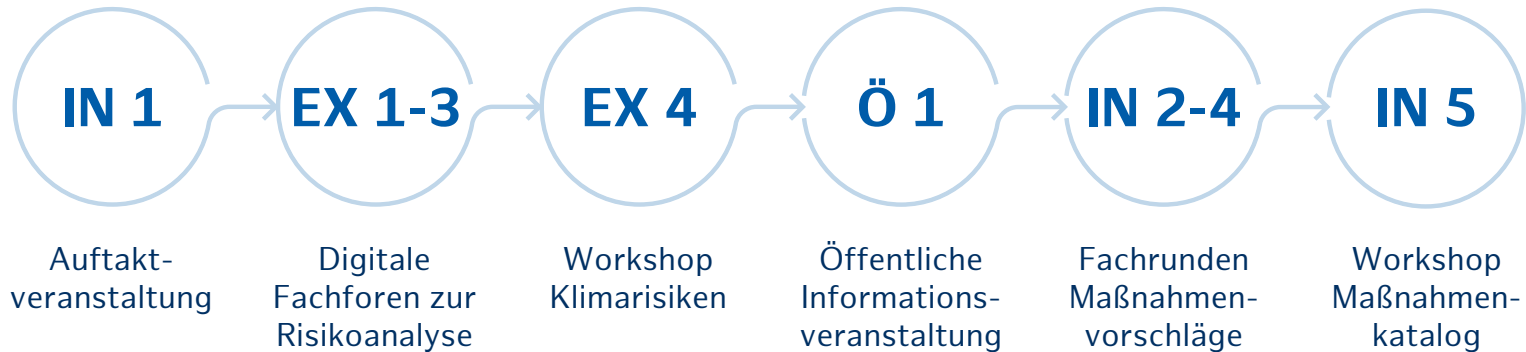 IN 1
EX 1-3
EX 4
Ö 1
IN 2-4
IN 5
Auftakt-
veranstaltung
Digitale
Fachforen zur
Risikoanalyse
Workshop
Klimarisiken
Öffentliche
Informations-
veranstaltung
Fachrunden
Maßnahmen-
vorschläge
Workshop
Maßnahmen-
katalog